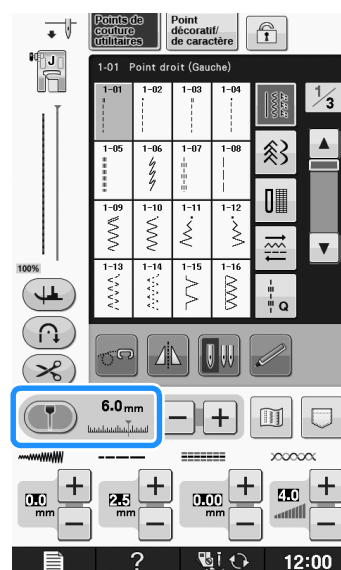 Points de
couture
utilitaires
Point
décoratif/
de caractère
J
1-01 Point droit (Gauche)
1-01 1-02 1-03 1-04
1/3
1-05 1-06 1-07 1-08
1-09 1-10 1-11 1-12
1-13 1-14 1-15 1-16
Q
100%
6.0 mm
0.0 mm
2.5 mm
0.00 mm
4.0
? 12:00